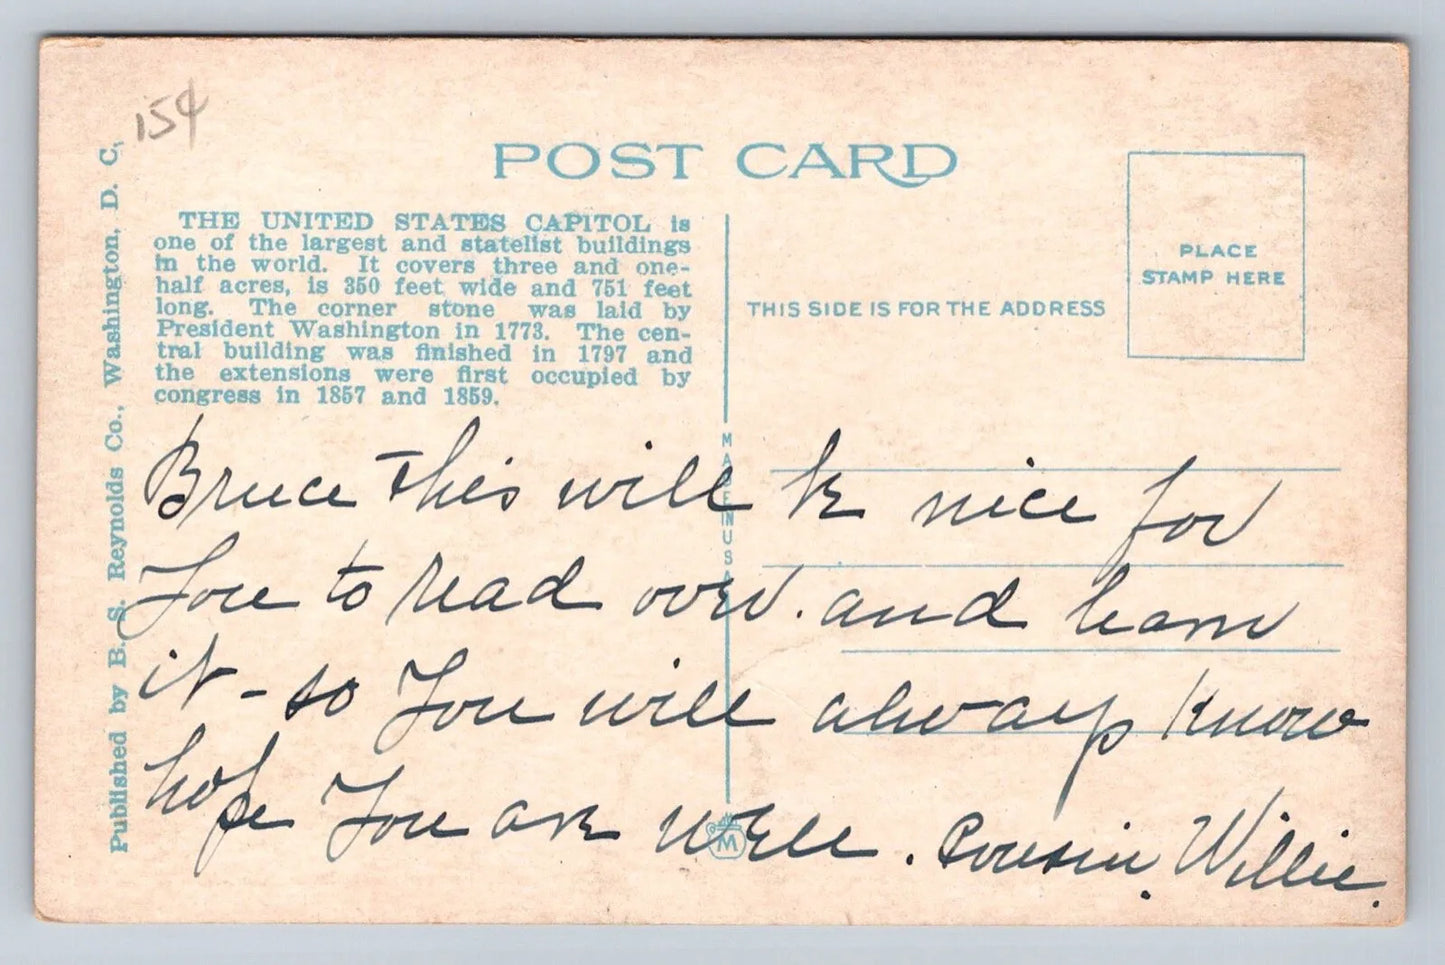 154
POST CARD
PLACE
STAMP HERE
THE UNITED STATES CAPITOL is
one of the largest and stateliest buildings
in the world. It covers three and one-
half acres, is 350 feet wide and 751 feet
long. The corner stone was laid by
President Washington in 1773. The cen-
tral building was finished in 1797 and
the extensions were first occupied by
congress in 1857 and 1859.
THIS SIDE IS FOR THE ADDRESS
Published by B. S. Reynolds Co., Washington, D. C.
MADE IN USA
Bruce This will be nice for
You to read over. and learn
it - so You will always Know
hope You are well. Cousin. Willie.
M
W